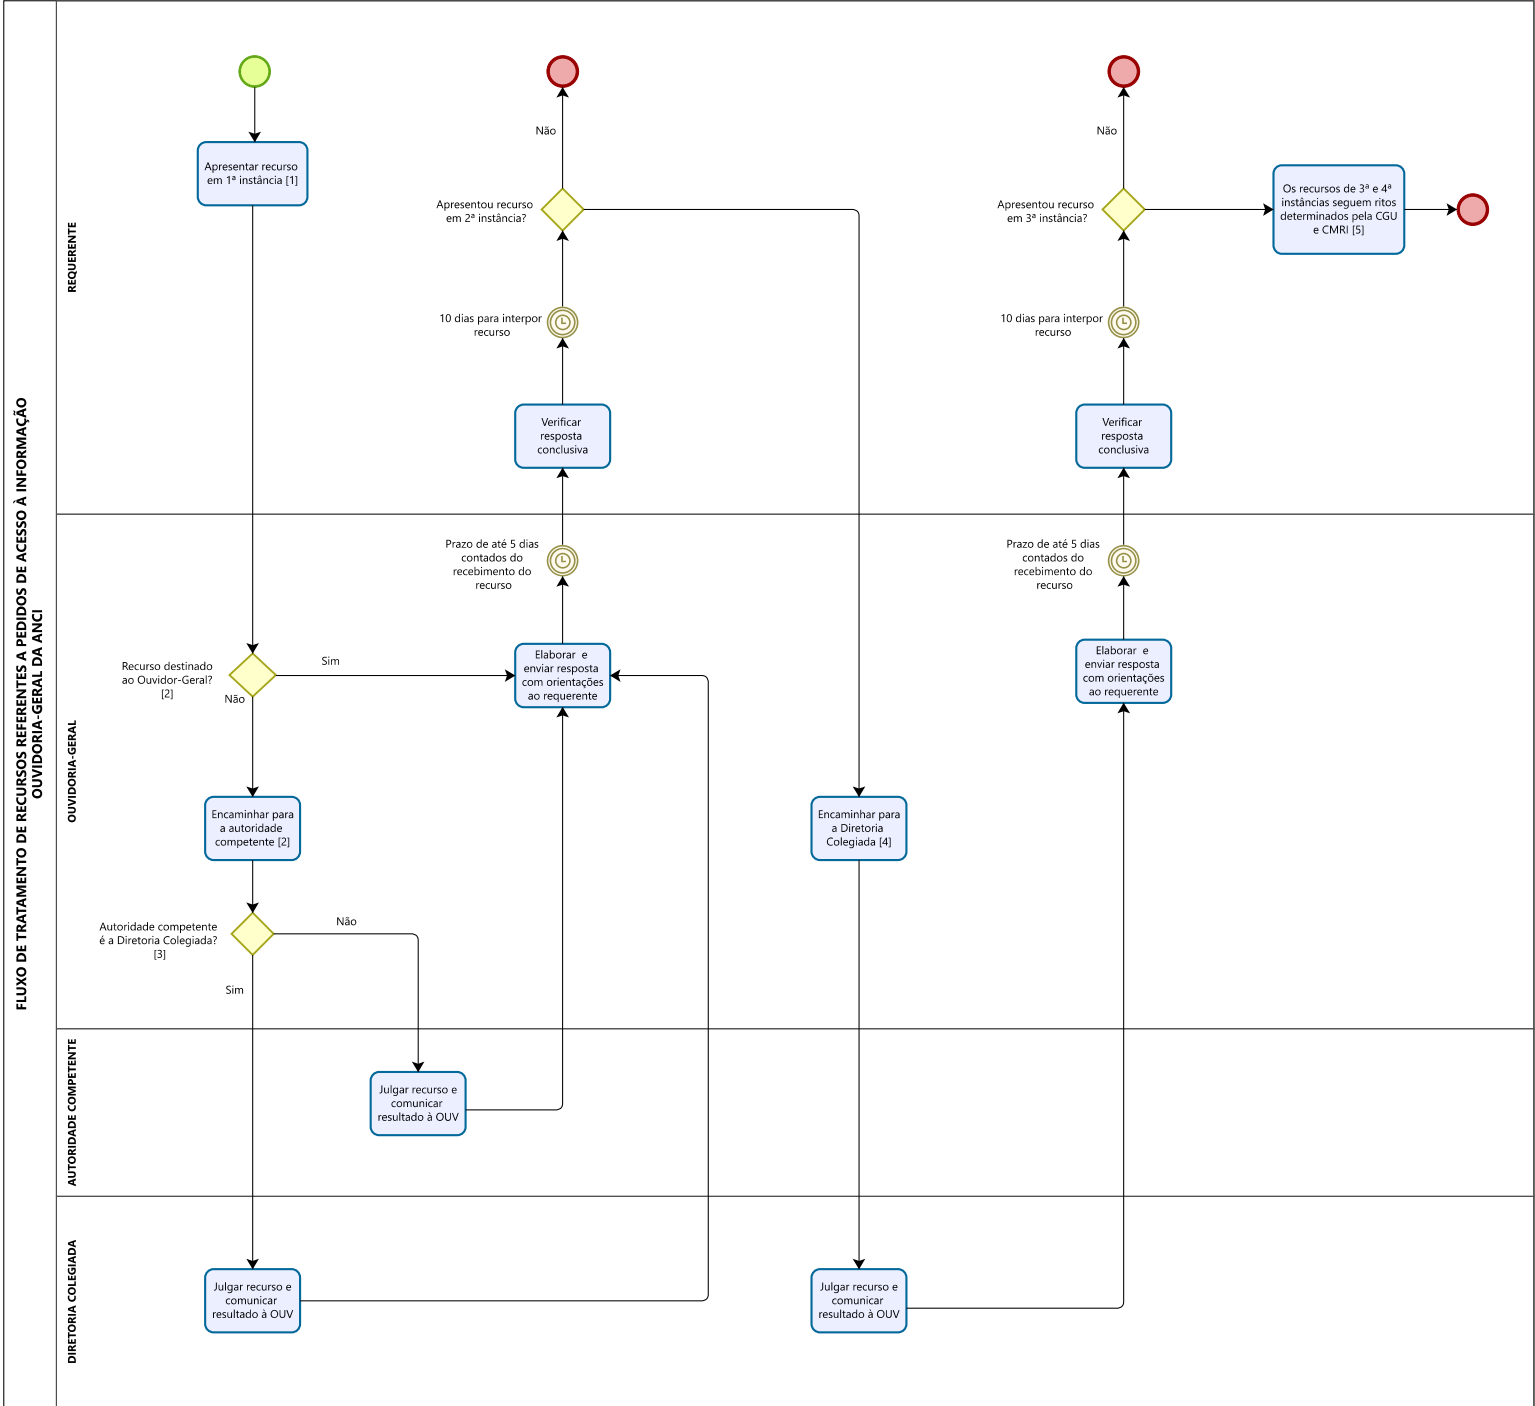 FLUXO DE TRATAMENTO DE RECURSOS REFERENTES A PEDIDOS DE ACESSO À INFORMAÇÃO
OUVIDORIA-GERAL DA ANCI
REQUERENTE
Apresentar recurso
em 1ª instância [1]
Não
Apresentou recurso
em 2ª instância?
10 dias para interpor
recurso
Verificar
resposta
conclusiva
Não
Apresentou recurso
em 3ª instância?
Os recursos de 3ª e 4ª
instâncias seguem ritos
determinados pela CGU
e CMRI [5]
10 dias para interpor
recurso
Verificar
resposta
conclusiva
OUVIDORIA-GERAL
Prazo de até 5 dias
contados do
recebimento do
recurso
Prazo de até 5 dias
contados do
recebimento do
recurso
Recurso destinado
ao Ouvidor-Geral?
[2]
Sim
Não
Elaborar e
enviar resposta
com orientações
ao requerente
Elaborar e
enviar resposta
com orientações
ao requerente
Encaminhar para
a autoridade
competente [2]
Encaminhar para
a Diretoria
Colegiada [4]
Autoridade competente
é a Diretoria Colegiada?
[3]
Não
Sim
AUTORIDADE COMPETENTE
Julgar recurso e
comunicar
resultado à OUV
DIRETORIA COLEGIADA
Julgar recurso e
comunicar
resultado à OUV
Julgar recurso e
comunicar
resultado à OUV